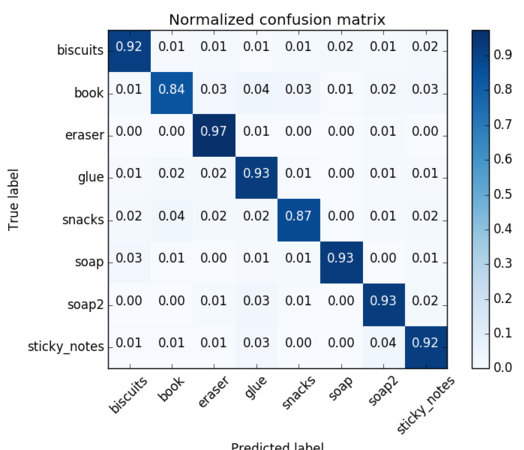 Normalized confusion matrix
biscuits 0.92 0.01 0.01 0.01 0.01 0.02 0.01 0.02
book 0.01 0.84 0.03 0.04 0.03 0.01 0.02 0.03
eraser 0.00 0.00 0.97 0.01 0.00 0.00 0.01 0.00
glue 0.01 0.02 0.02 0.93 0.01 0.00 0.01 0.01
snacks 0.02 0.04 0.02 0.02 0.87 0.00 0.01 0.02
soap 0.03 0.01 0.00 0.01 0.01 0.93 0.00 0.01
soap2 0.00 0.00 0.01 0.03 0.01 0.00 0.93 0.02
sticky_notes 0.01 0.01 0.01 0.03 0.00 0.00 0.04 0.92
True label
biscuits book eraser glue snacks soap soap2 sticky_notes
Predicted label
0.9
0.8
0.7
0.6
0.5
0.4
0.3
0.2
0.1
0.0